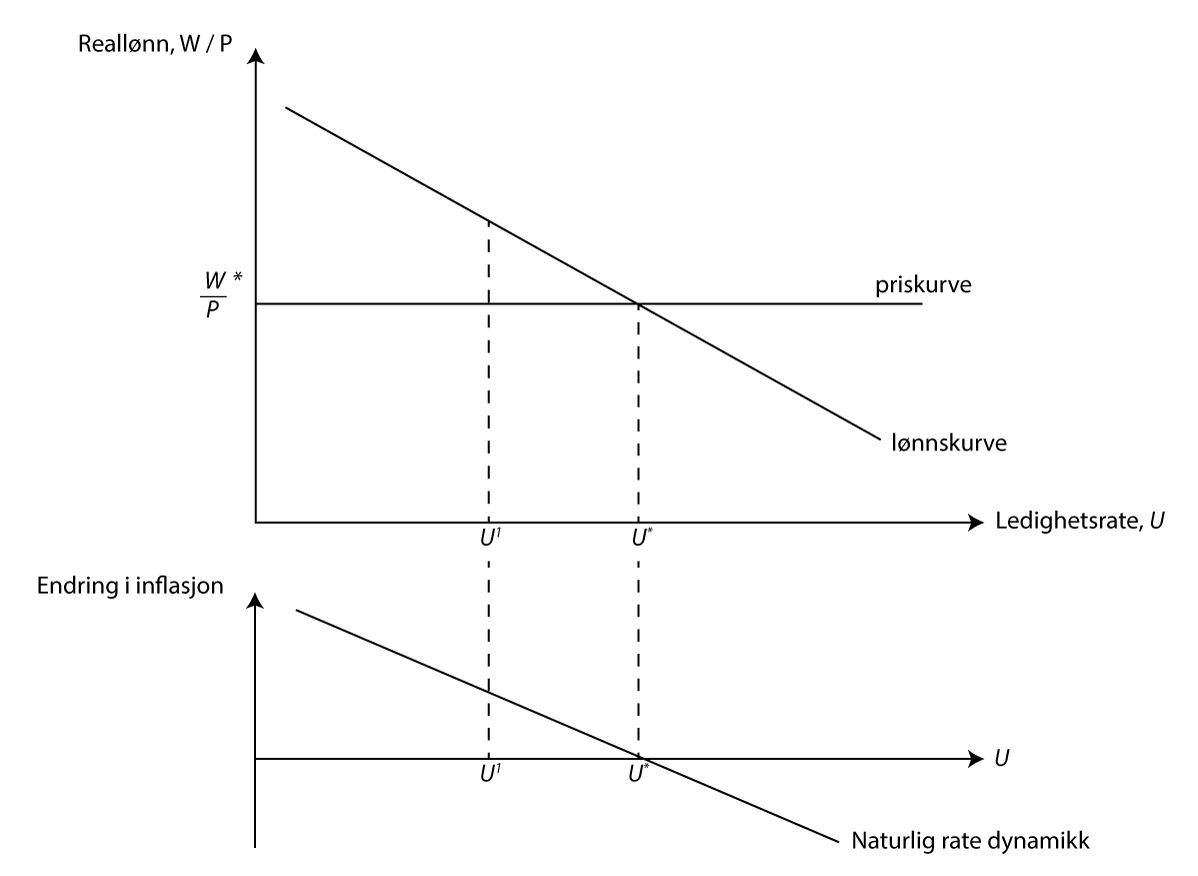 Reallønn, W / P
W *
P
priskurve
lønnskurve
Ledighetsrate, U
U¹
U*
Endring i inflasjon
U
U¹
U*
Naturlig rate dynamikk